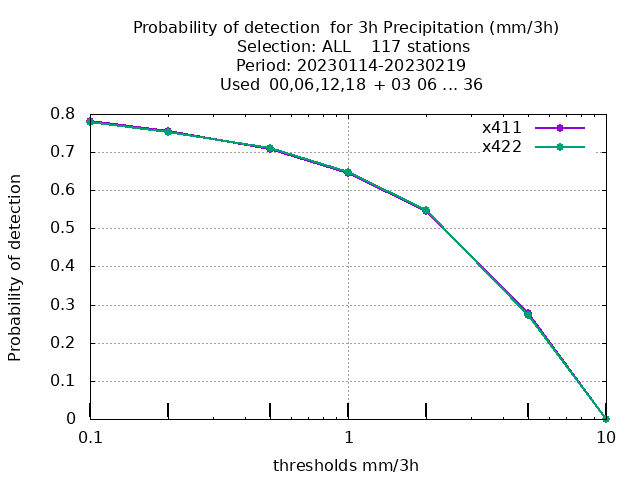 Probability of detection  for 3h Precipitation (mm/3h)
Selection: ALL    117 stations
Period: 20230114-20230219
Used  00,06,12,18  + 03 06 ... 36
x411
x422
0.8
0.7
0.6
0.5
0.4
0.3
0.2
0.1
0
Probability of detection
0.1 1 10
thresholds mm/3h